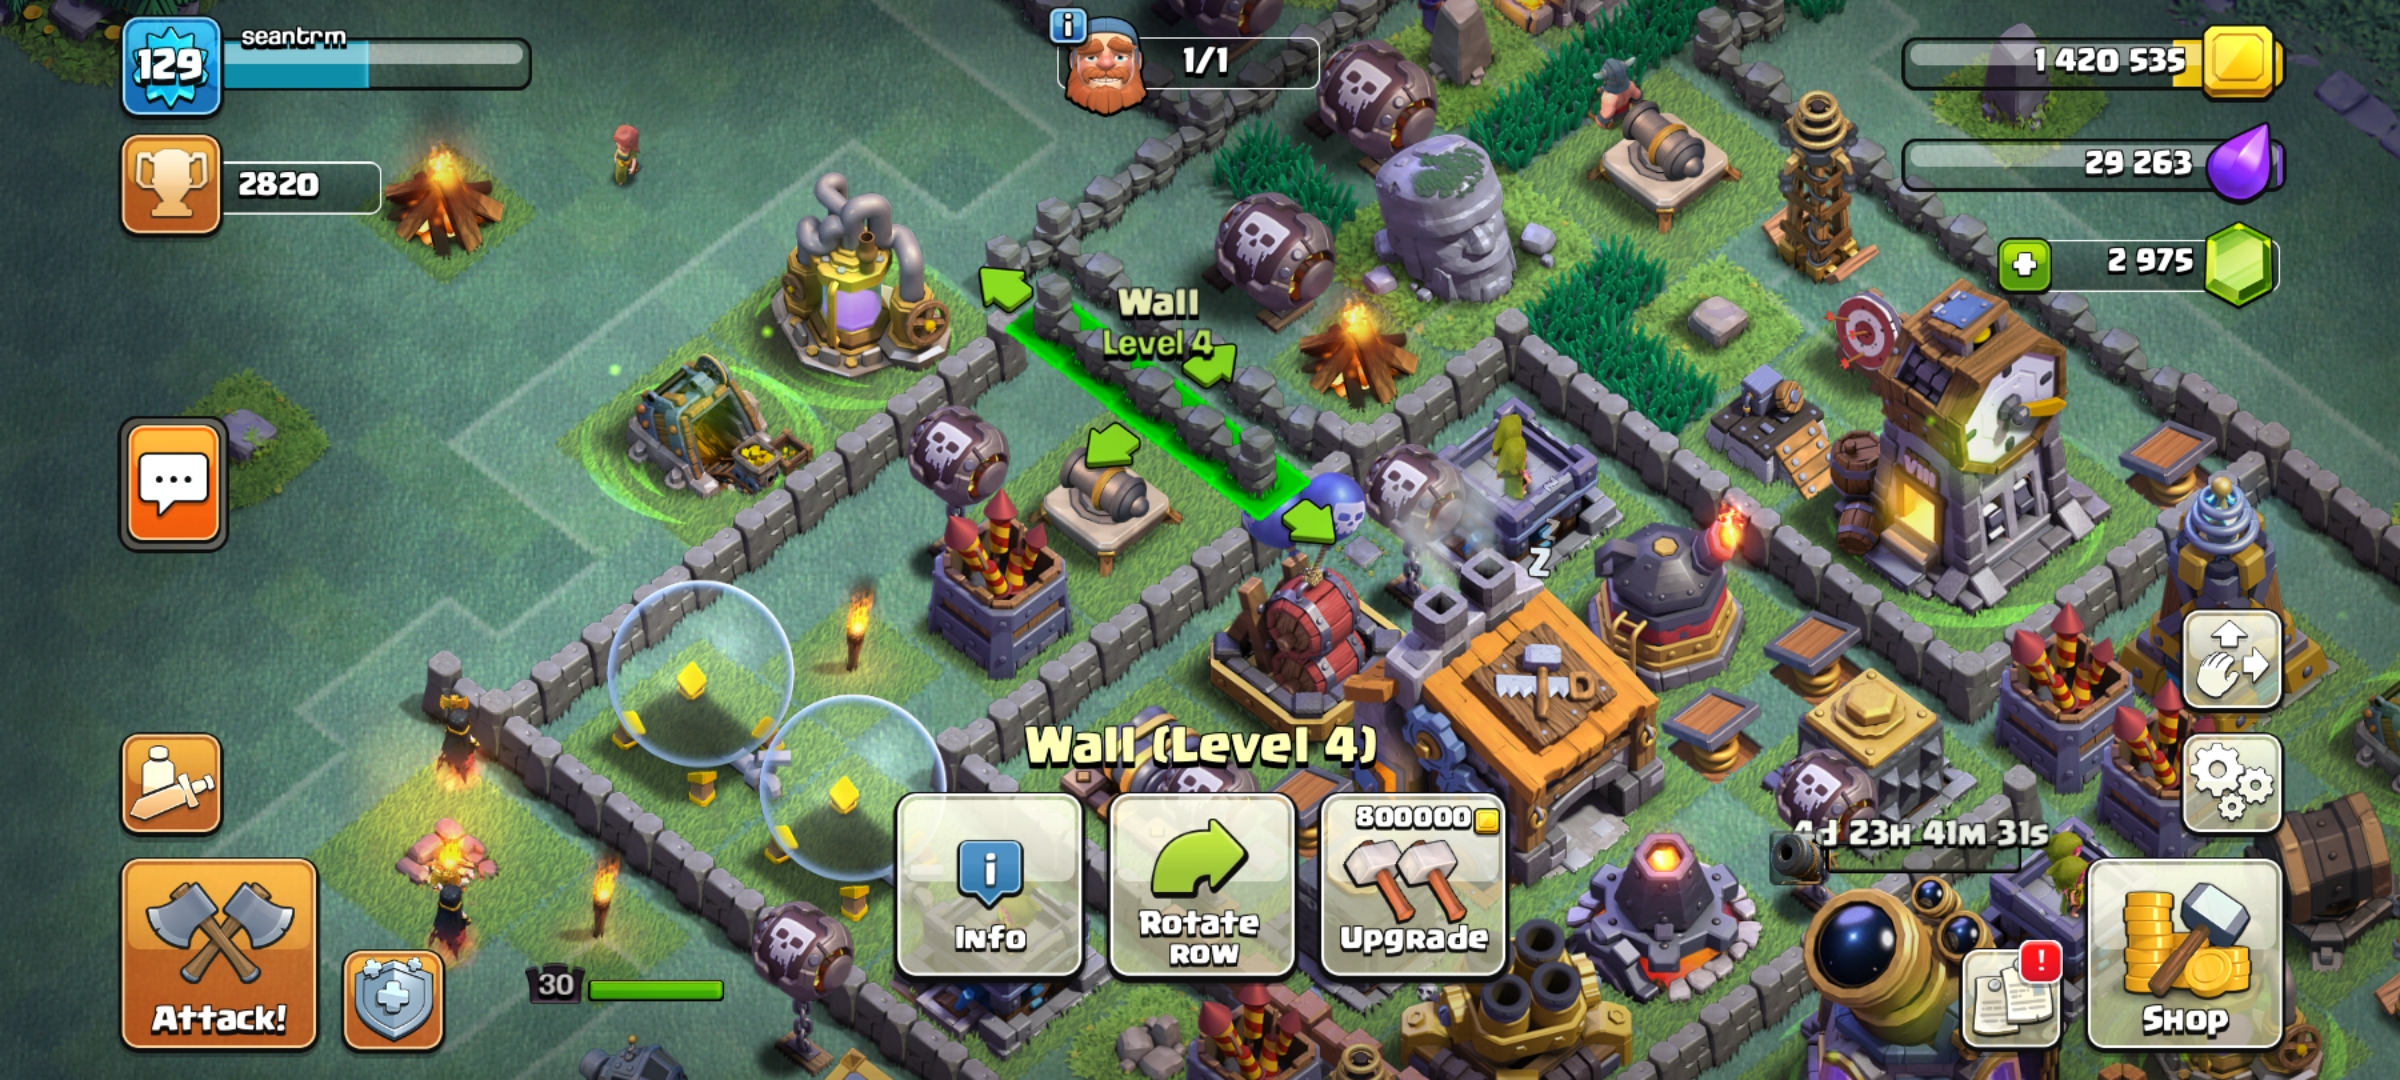 129
seantrm
1/1
1 420 535
2820
29 263
2 975
Wall
Level 4
VIII
Z
Z
Wall (Level 4)
800000
4d 23H 41M 31s
Info
Rotate
ROW
Upgrade
30
!
Attack!
Shop